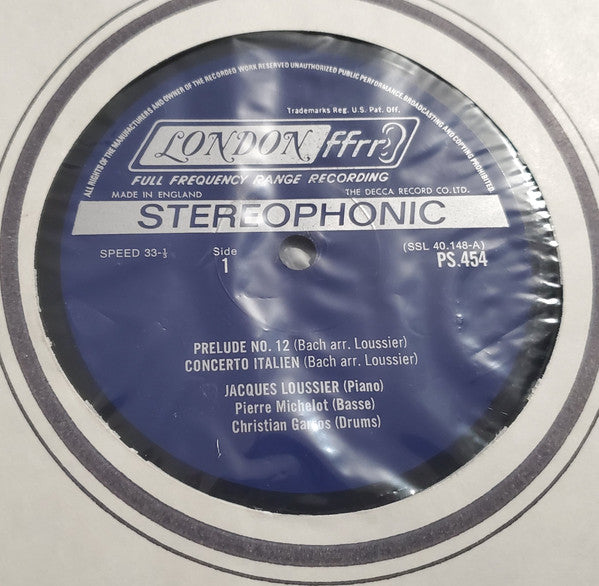 ALL RIGHTS OF THE MANUFACTURERS AND OWNER OF THE RECORDED WORK RESERVED UNAUTHORIZED PUBLIC PERFORMANCE, BROADCASTING AND COPYING PROHIBITED
Trademarks Reg. U.S. Pat. Off.
LONDON ffrr
FULL FREQUENCY RANGE RECORDING
MADE IN ENGLAND THE DECCA RECORD CO. LTD.
STEREOPHONIC
SPEED 33-⅓ Side 1 (SSL 40.148-A)
PS.454
PRELUDE NO. 12 (Bach arr. Loussier)
CONCERTO ITALIEN (Bach arr. Loussier)
JACQUES LOUSSIER (Piano)
Pierre Michelot (Basse)
Christian Garros (Drums)